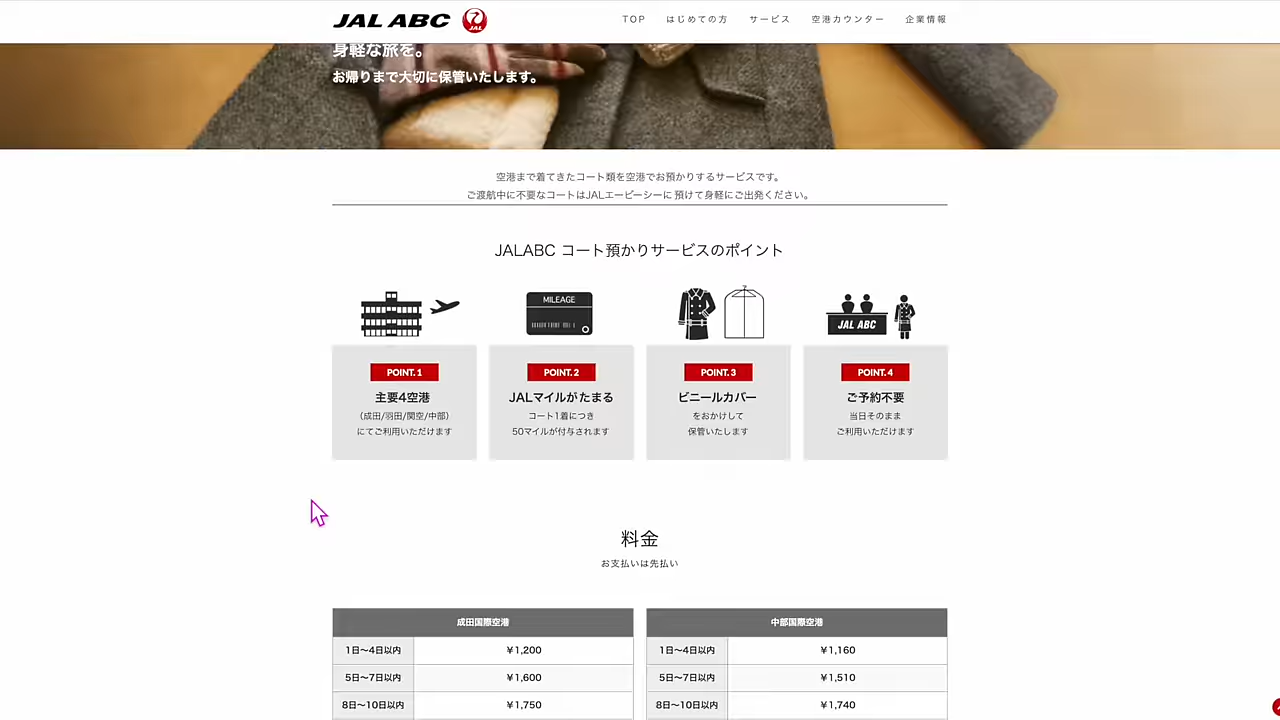 JAL ABC JAL
TOP はじめての方 サービス 空港カウンター 企業情報
身軽な旅を。
お帰りまで大切に保管いたします。
空港まで着てきたコート類を空港でお預かりするサービスです。
ご渡航中に不要なコートはJALエービーシーに預けて身軽にご出発ください。
JALABC コート預かりサービスのポイント
MILEAGE
JAL ABC
POINT. 1
主要4空港
（成田/羽田/関空/中部）
にてご利用いただけます
POINT. 2
JALマイルがたまる
コート1着につき
50マイルが付与されます
POINT. 3
ビニールカバー
をおかけして
保管いたします
POINT. 4
ご予約不要
当日そのまま
ご利用いただけます
料金
お支払いは先払い
成田国際空港
1日〜4日以内 ¥1,200
5日〜7日以内 ¥1,600
8日〜10日以内 ¥1,750
中部国際空港
1日〜4日以内 ¥1,160
5日〜7日以内 ¥1,510
8日〜10日以内 ¥1,740